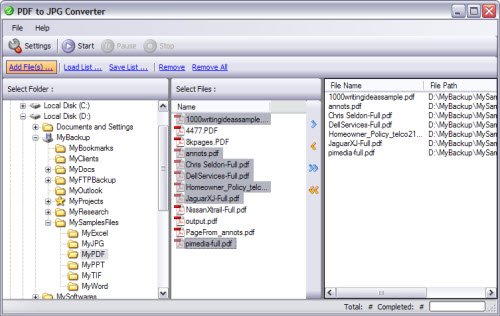 PDF to JPG Converter
File Help
Settings Start Pause Stop
Add File(s) ... Load List ... Save List ... Remove Remove All
Select Folder :
Local Disk (C:)
Local Disk (D:)
Documents and Settings
MyBackup
MyBookmarks
MyClients
MyDocs
MyFTPBackup
MyOutlook
MyProjects
MyResearch
MySamplesFiles
MyExcel
MyJPG
MyPDF
MyPPT
MyTIF
MyWord
MySoftwares
Select Files :
Name
1000writingideassample...
4477.PDF
8kpages.PDF
annots.pdf
Chris Seldon-Full.pdf
DellServices-Full.pdf
Homeowner_Policy_telc...
JaguarXJ-Full.pdf
NissanXtrail-Full.pdf
output.pdf
PageFrom_annots.pdf
pimedia-full.pdf
File Name File Path
1000writingideassample.pdf D:\MyBackup\MySam
annots.pdf D:\MyBackup\MySam
Chris Seldon-Full.pdf D:\MyBackup\MySam
DellServices-Full.pdf D:\MyBackup\MySam
Homeowner_Policy_telco21... D:\MyBackup\MySam
JaguarXJ-Full.pdf D:\MyBackup\MySam
pimedia-full.pdf D:\MyBackup\MySam
Total: # Completed: #